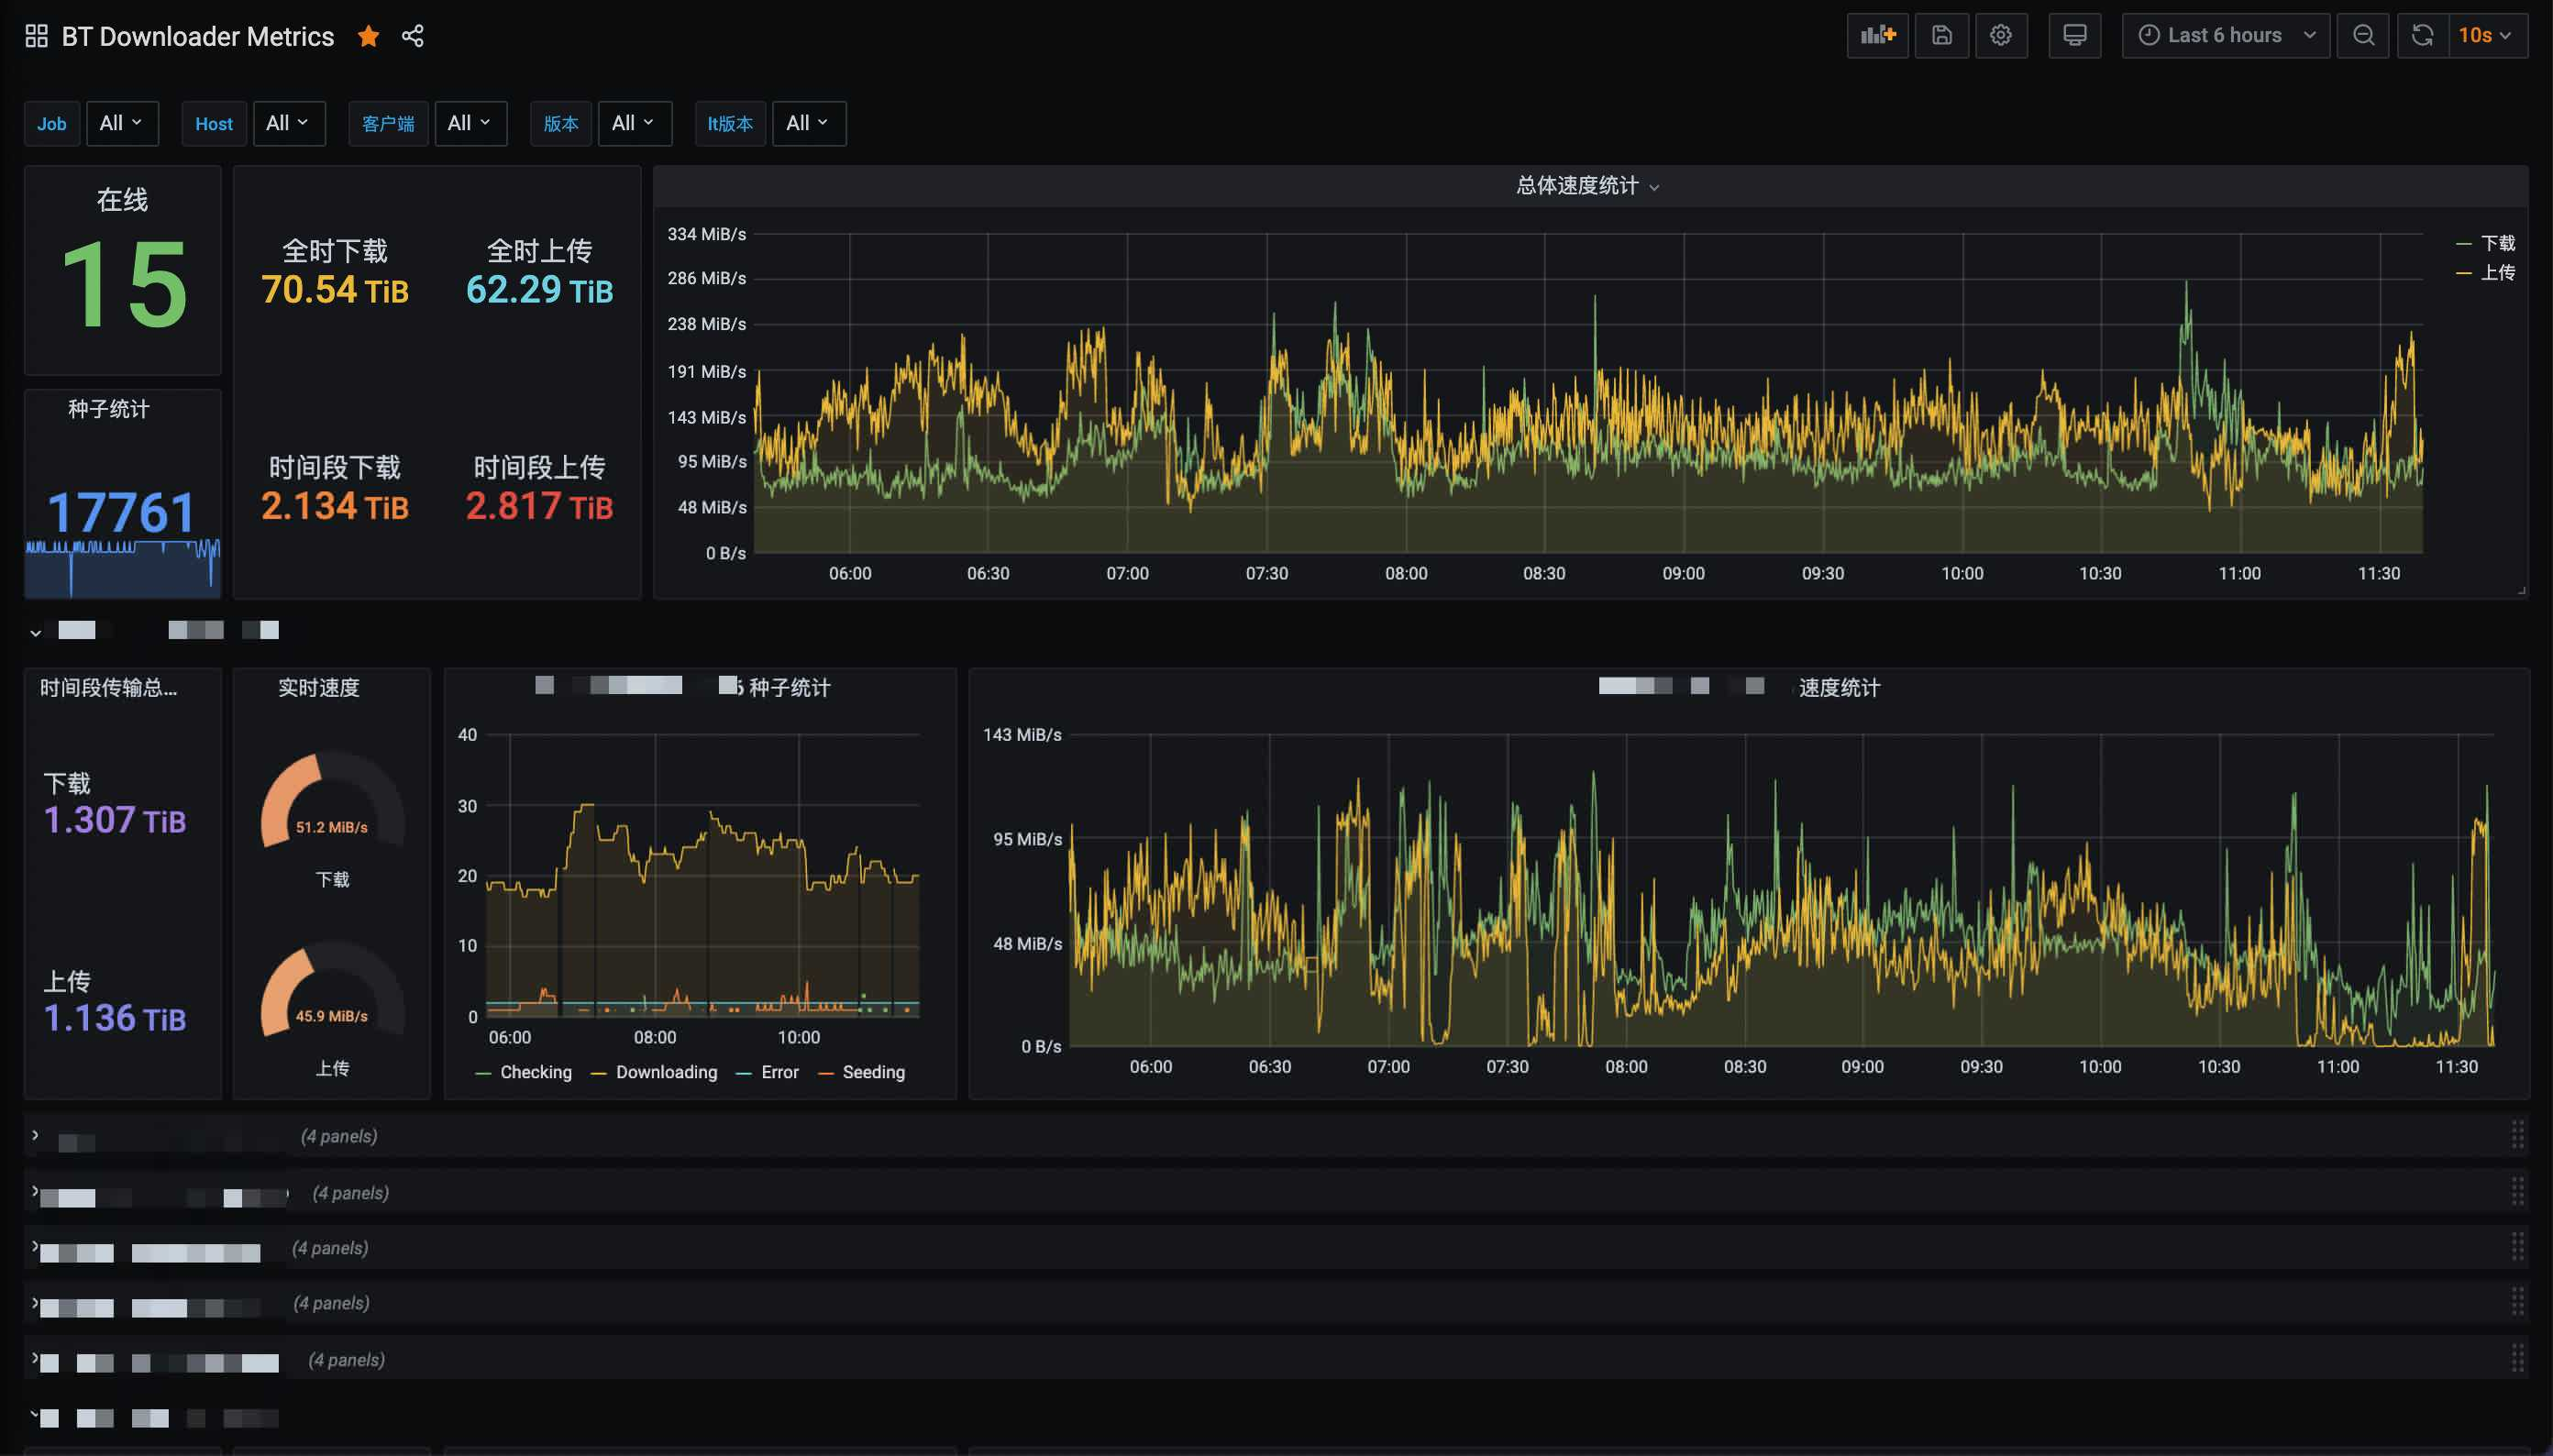 BT Downloader Metrics
Last 6 hours
10s
Job All Host All 客户端 All 版本 All lt版本 All
在线
15
种子统计
17761
全时下载
70.54 TiB
全时上传
62.29 TiB
时间段下载
2.134 TiB
时间段上传
2.817 TiB
总体速度统计
334 MiB/s
286 MiB/s
238 MiB/s
191 MiB/s
143 MiB/s
95 MiB/s
48 MiB/s
0 B/s
06:00 06:30 07:00 07:30 08:00 08:30 09:00 09:30 10:00 10:30 11:00 11:30
下载
上传
时间段传输总...
下载
1.307 TiB
上传
1.136 TiB
实时速度
51.2 MiB/s
下载
45.9 MiB/s
上传
种子统计
40
30
20
10
0
06:00 08:00 10:00
Checking Downloading Error Seeding
速度统计
143 MiB/s
95 MiB/s
48 MiB/s
0 B/s
06:00 06:30 07:00 07:30 08:00 08:30 09:00 09:30 10:00 10:30 11:00 11:30
(4 panels)
(4 panels)
(4 panels)
(4 panels)
(4 panels)